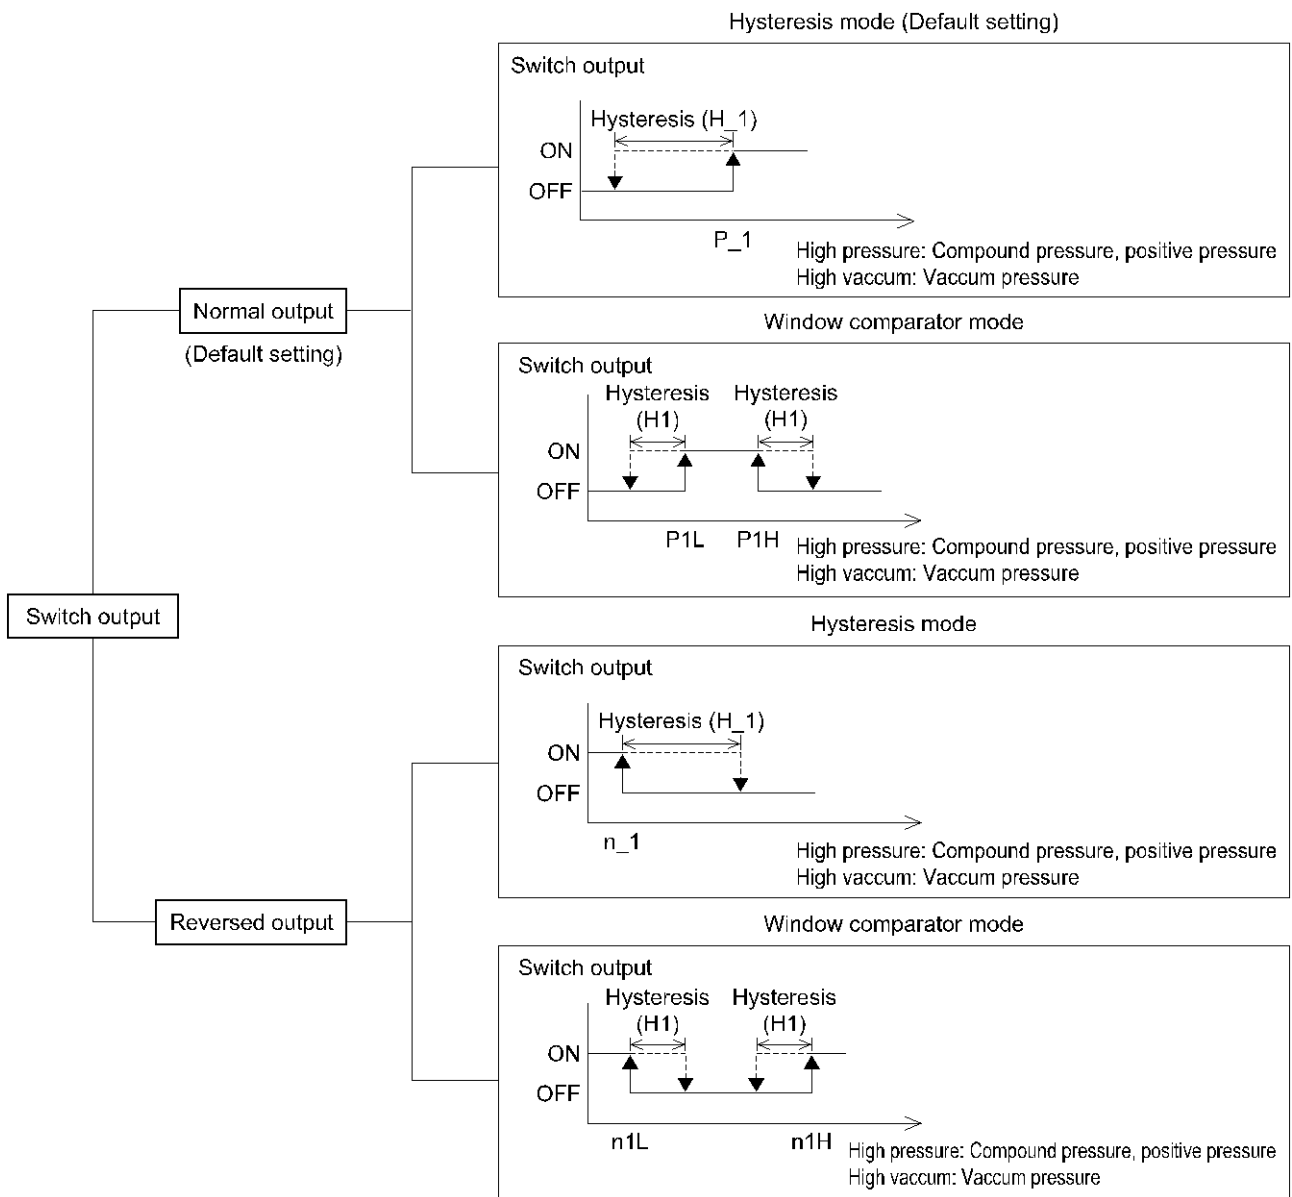 Hysteresis mode (Default setting)
Switch output
Hysteresis (H_1)
ON
OFF
P_1
High pressure: Compound pressure, positive pressure
High vaccum: Vaccum pressure
Normal output
(Default setting)
Window comparator mode
Switch output
Hysteresis Hysteresis
(H1) (H1)
ON
OFF
P1L P1H
High pressure: Compound pressure, positive pressure
High vaccum: Vaccum pressure
Switch output
Hysteresis mode
Switch output
Hysteresis (H_1)
ON
OFF
n_1
High pressure: Compound pressure, positive pressure
High vaccum: Vaccum pressure
Reversed output
Window comparator mode
Switch output
Hysteresis Hysteresis
(H1) (H1)
ON
OFF
n1L n1H
High pressure: Compound pressure, positive pressure
High vaccum: Vaccum pressure